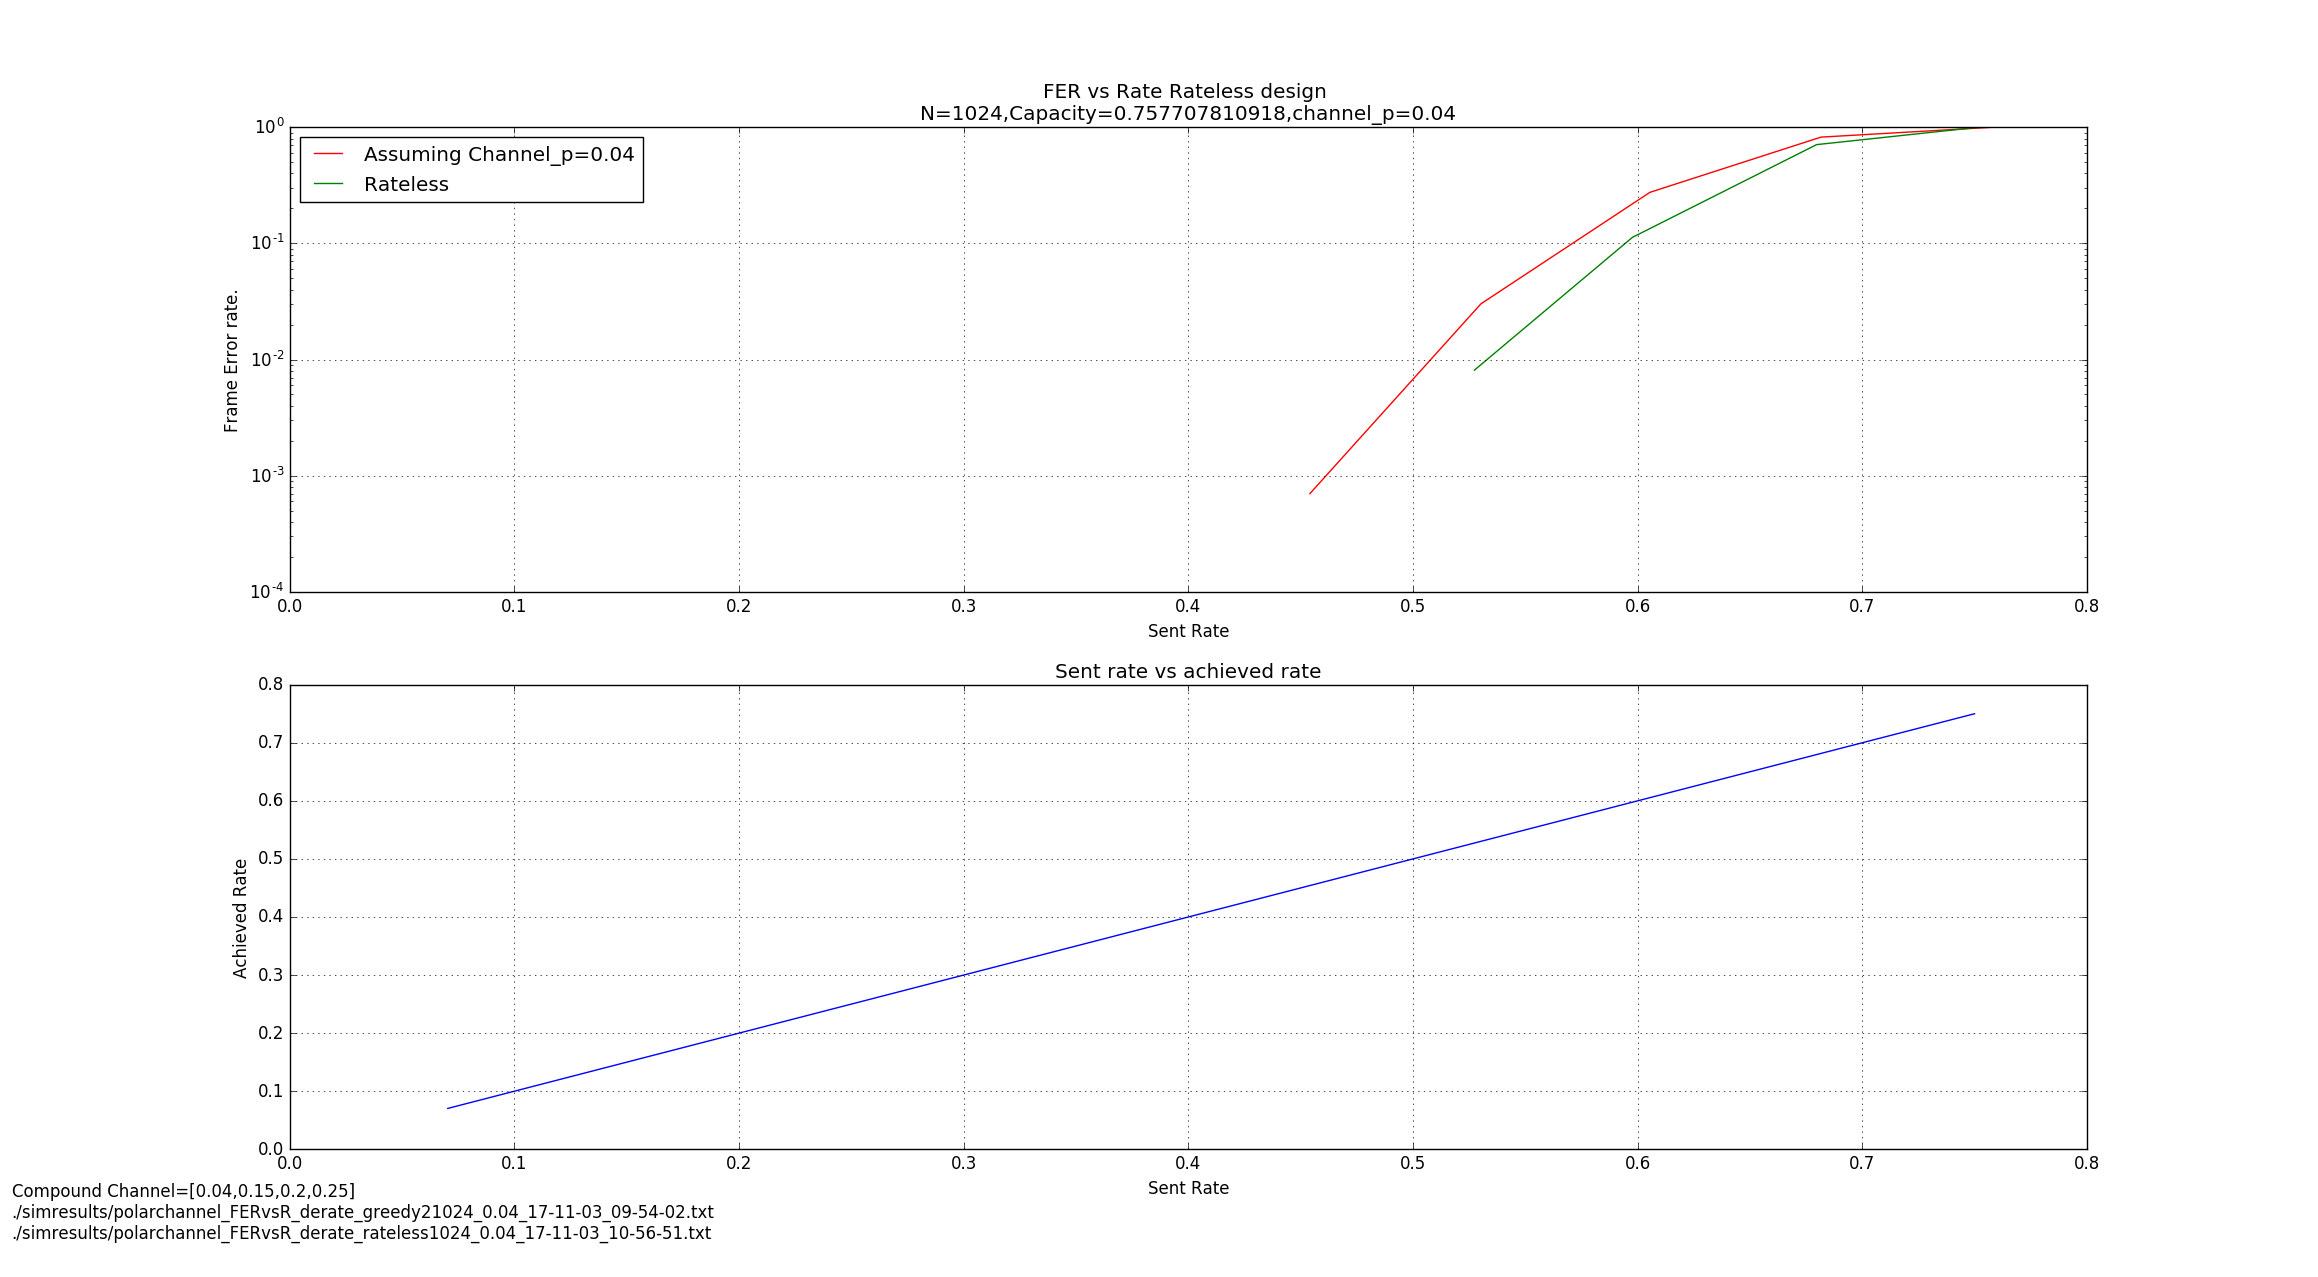 FER vs Rate Rateless design
N=1024,Capacity=0.757707810918,channel_p=0.04
10^0
10^-1
10^-2
10^-3
10^-4
Frame Error rate.
Assuming Channel_p=0.04
Rateless
0.0 0.1 0.2 0.3 0.4 0.5 0.6 0.7 0.8
Sent Rate
Sent rate vs achieved rate
0.8
0.7
0.6
0.5
0.4
0.3
0.2
0.1
0.0
Achieved Rate
0.0 0.1 0.2 0.3 0.4 0.5 0.6 0.7 0.8
Sent Rate
Compound Channel=[0.04,0.15,0.2,0.25]
./simresults/polarchannel_FERvsR_derate_greedy21024_0.04_17-11-03_09-54-02.txt
./simresults/polarchannel_FERvsR_derate_rateless1024_0.04_17-11-03_10-56-51.txt